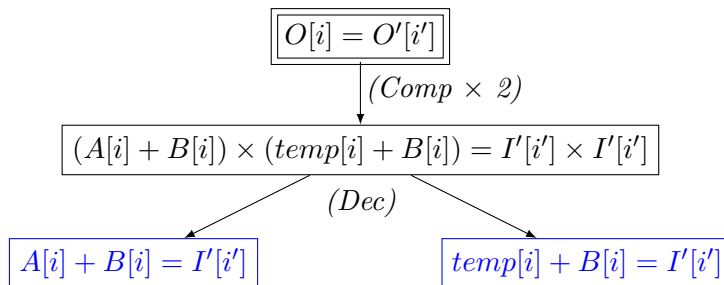 O[i] = O′[i′]
(Comp × 2)
(A[i] + B[i]) × (temp[i] + B[i]) = I′[i′] × I′[i′]
(Dec)
A[i] + B[i] = I′[i′]
temp[i] + B[i] = I′[i′]